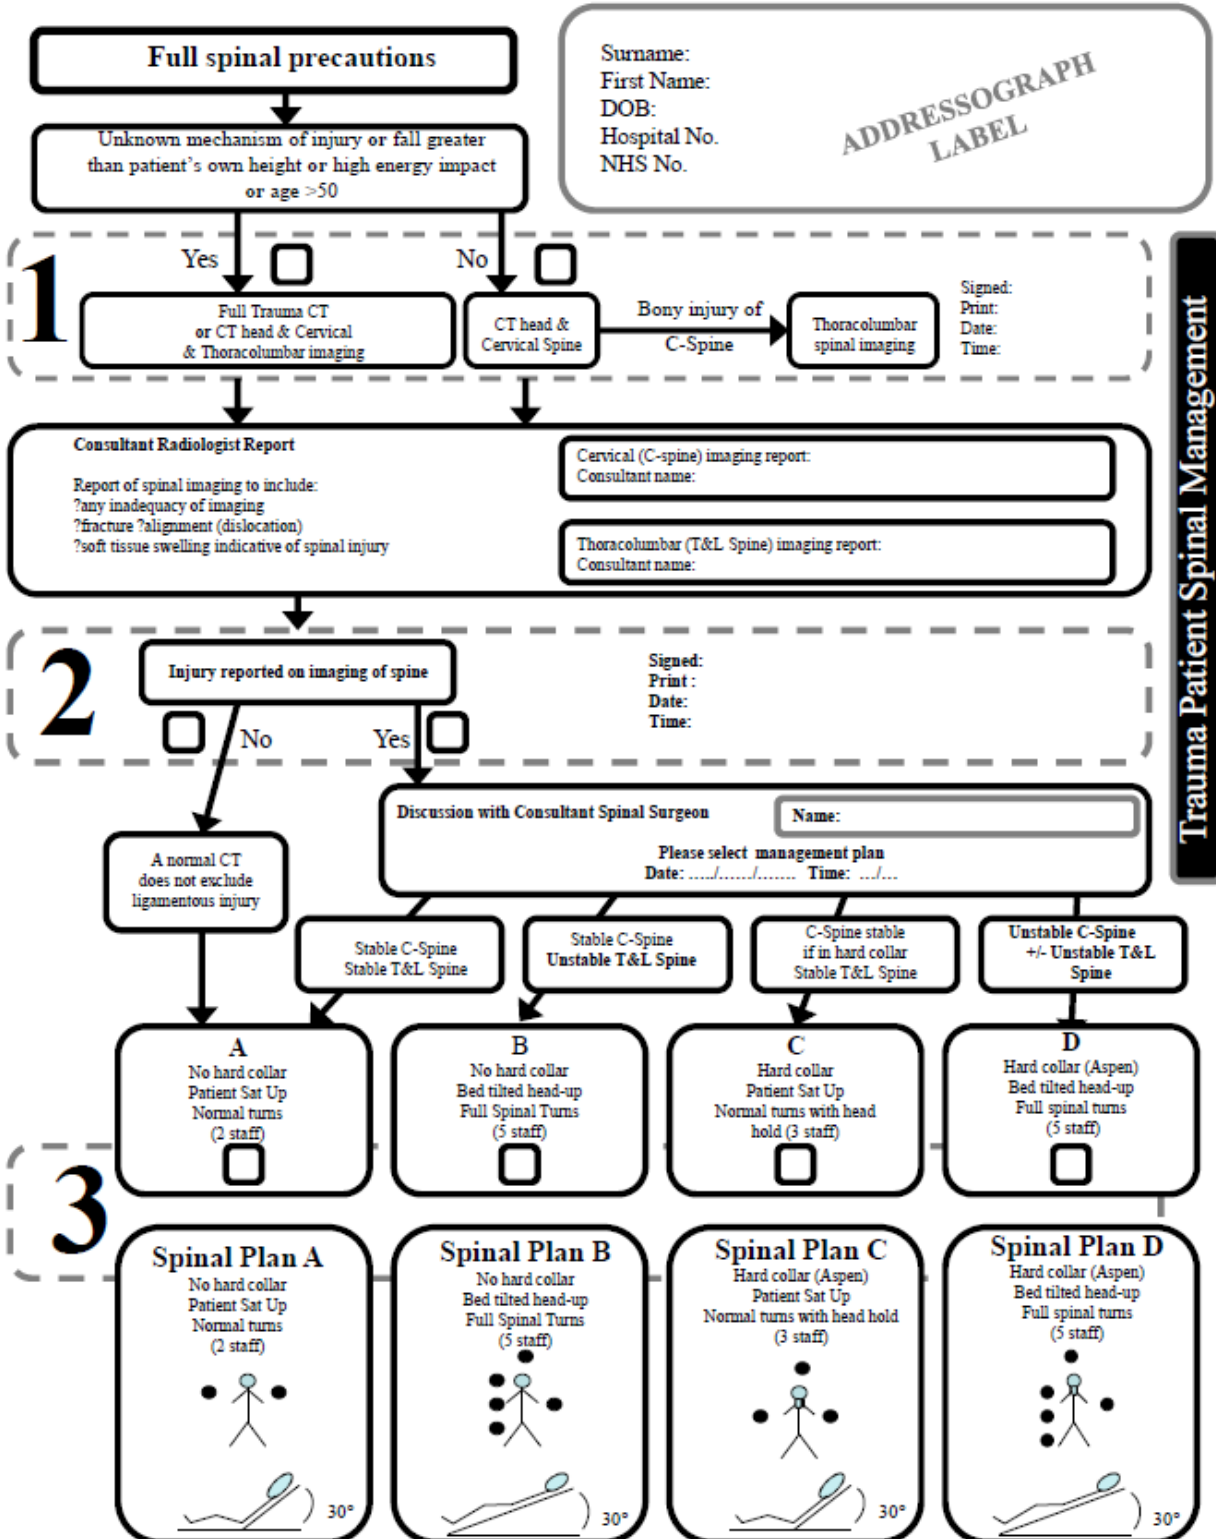 Full spinal precautions
Surname:
First Name:
DOB:
Hospital No.
NHS No.
ADDRESSOGRAPH
LABEL
Unknown mechanism of injury or fall greater
than patient's own height or high energy impact
or age >50
Trauma Patient Spinal Management
1
Yes
No
Full Trauma CT
or CT head & Cervical
& Thoracolumbar imaging
CT head &
Cervical Spine
Bony injury of
C-Spine
Thoracolumbar
spinal imaging
Signed:
Print:
Date:
Time:
Consultant Radiologist Report
Report of spinal imaging to include:
?any inadequacy of imaging
?fracture ?alignment (dislocation)
?soft tissue swelling indicative of spinal injury
Cervical (C-spine) imaging report:
Consultant name:
Thoracolumbar (T&L Spine) imaging report:
Consultant name:
2
Injury reported on imaging of spine
No
Yes
Signed:
Print :
Date:
Time:
Discussion with Consultant Spinal Surgeon
Name:
Please select management plan
Date: …../……/……. Time: …/…
A normal CT
does not exclude
ligamentous injury
Stable C-Spine
Stable T&L Spine
Stable C-Spine
Unstable T&L Spine
C-Spine stable
if in hard collar
Stable T&L Spine
Unstable C-Spine
+/- Unstable T&L
Spine
A
No hard collar
Patient Sat Up
Normal turns
(2 staff)
B
No hard collar
Bed tilted head-up
Full Spinal Turns
(5 staff)
C
Hard collar
Patient Sat Up
Normal turns with head
hold (3 staff)
D
Hard collar (Aspen)
Bed tilted head-up
Full spinal turns
(5 staff)
3
Spinal Plan A
No hard collar
Patient Sat Up
Normal turns
(2 staff)
30°
Spinal Plan B
No hard collar
Bed tilted head-up
Full Spinal Turns
(5 staff)
30°
Spinal Plan C
Hard collar (Aspen)
Patient Sat Up
Normal turns with head hold
(3 staff)
30°
Spinal Plan D
Hard collar (Aspen)
Bed tilted head-up
Full spinal turns
(5 staff)
30°